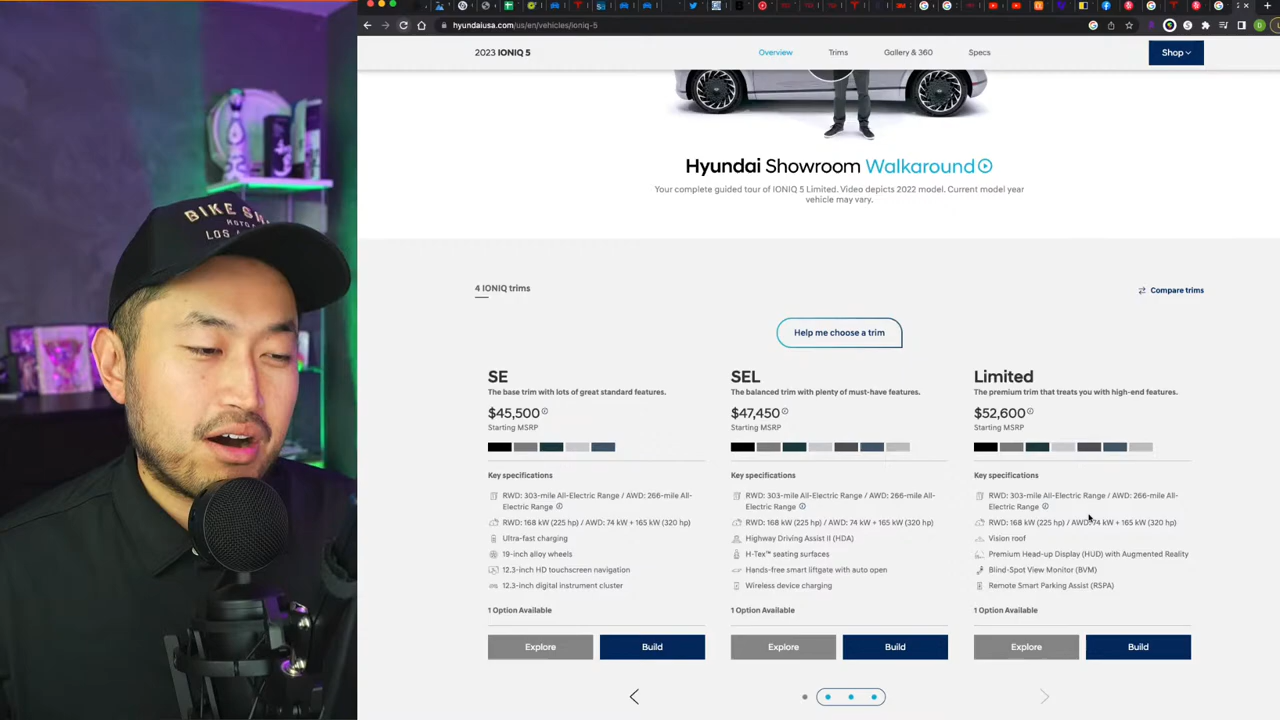 BIKE SH
MOTO
LOS
hyundaiusa.com/us/en/vehicles/ioniq-5
2023 IONIQ 5
Overview
Trims
Gallery & 360
Specs
Shop
Hyundai Showroom Walkaround
Your complete guided tour of IONIQ 5 Limited. Video depicts 2022 model. Current model year
vehicle may vary.
4 IONIQ trims
Compare trims
Help me choose a trim
SE
The base trim with lots of great standard features.
$45,500
Starting MSRP
Key specifications
RWD: 303-mile All-Electric Range / AWD: 266-mile All-
Electric Range
RWD: 168 kW (225 hp) / AWD: 74 kW + 165 kW (320 hp)
Ultra-fast charging
19-inch alloy wheels
12.3-inch HD touchscreen navigation
12.3-inch digital instrument cluster
1 Option Available
Explore
Build
SEL
The balanced trim with plenty of must-have features.
$47,450
Starting MSRP
Key specifications
RWD: 303-mile All-Electric Range / AWD: 266-mile All-
Electric Range
RWD: 168 kW (225 hp) / AWD: 74 kW + 165 kW (320 hp)
Highway Driving Assist II (HDA)
H-Tex™ seating surfaces
Hands-free smart liftgate with auto open
Wireless device charging
1 Option Available
Explore
Build
Limited
The premium trim that treats you with high-end features.
$52,600
Starting MSRP
Key specifications
RWD: 303-mile All-Electric Range / AWD: 266-mile All-
Electric Range
RWD: 168 kW (225 hp) / AWD: 74 kW + 165 kW (320 hp)
Vision roof
Premium Head-up Display (HUD) with Augmented Reality
Blind-Spot View Monitor (BVM)
Remote Smart Parking Assist (RSPA)
1 Option Available
Explore
Build